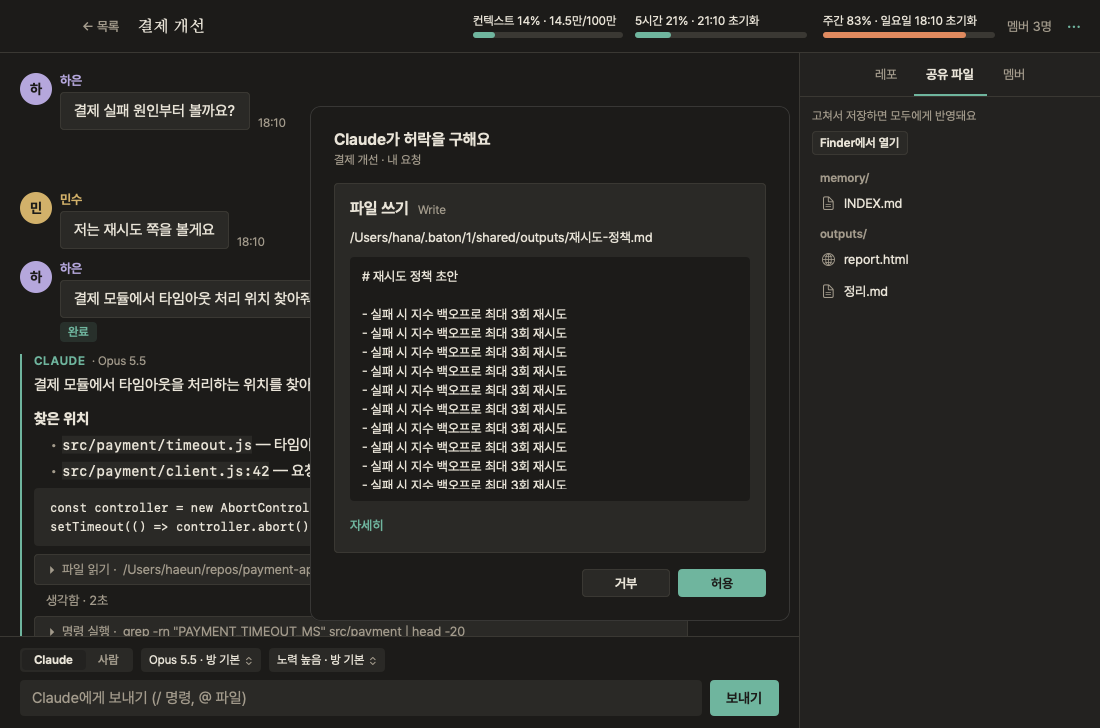 ← 목록
결제 개선
컨텍스트 14% · 14.5만/100만
5시간 21% · 21:10 초기화
주간 83% · 일요일 18:10 초기화
멤버 3명
···
하
하은
결제 실패 원인부터 볼까요?
18:10
민
민수
저는 재시도 쪽을 볼게요
18:10
하
하은
결제 모듈에서 타임아웃 처리 위치 찾아줘
완료
CLAUDE · Opus 5.5
결제 모듈에서 타임아웃을 처리하는 위치를 찾아
찾은 위치
• src/payment/timeout.js — 타임아
• src/payment/client.js:42 — 요청
const controller = new AbortControl
setTimeout(() => controller.abort()
파일 읽기 · /Users/haeun/repos/payment-ap
생각함 · 2초
명령 실행 · grep -rn "PAYMENT_TIMEOUT_MS" src/payment | head -20
Claude가 허락을 구해요
결제 개선 · 내 요청
파일 쓰기 Write
/Users/hana/.baton/1/shared/outputs/재시도-정책.md
# 재시도 정책 초안
- 실패 시 지수 백오프로 최대 3회 재시도
- 실패 시 지수 백오프로 최대 3회 재시도
- 실패 시 지수 백오프로 최대 3회 재시도
- 실패 시 지수 백오프로 최대 3회 재시도
- 실패 시 지수 백오프로 최대 3회 재시도
- 실패 시 지수 백오프로 최대 3회 재시도
- 실패 시 지수 백오프로 최대 3회 재시도
- 실패 시 지수 백오프로 최대 3회 재시도
- 실패 시 지수 백오프로 최대 3회 재시도
- 실패 시 지수 백오프로 최대 3회 재시도
자세히
거부
허용
레포
공유 파일
멤버
고쳐서 저장하면 모두에게 반영돼요
Finder에서 열기
memory/
INDEX.md
outputs/
report.html
정리.md
Claude
사람
Opus 5.5 · 방 기본
노력 높음 · 방 기본
Claude에게 보내기 (/ 명령, @ 파일)
보내기